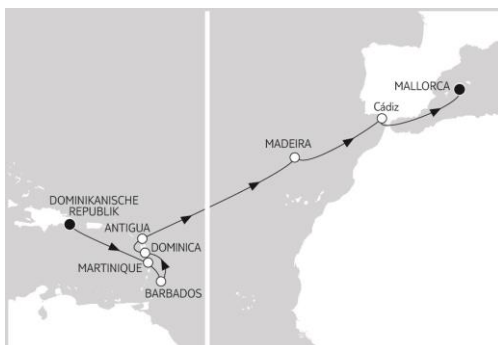 MALLORCA
Cádiz
MADEIRA
DOMINIKANISCHE
REPUBLIK
ANTIGUA
DOMINICA
MARTINIQUE
BARBADOS